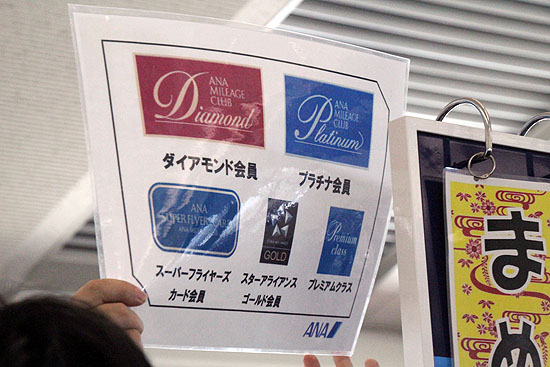 ANA
MILEAGE
CLUB
Diamond
ダイアモンド会員
ANA
MILEAGE
CLUB
Platinum
プラチナ会員
ANA
SUPER FLYERS CARD
スーパーフライヤーズ
カード会員
GOLD
スターアライアンス
ゴールド会員
Premium
class
プレミアムクラス
ANA
ま